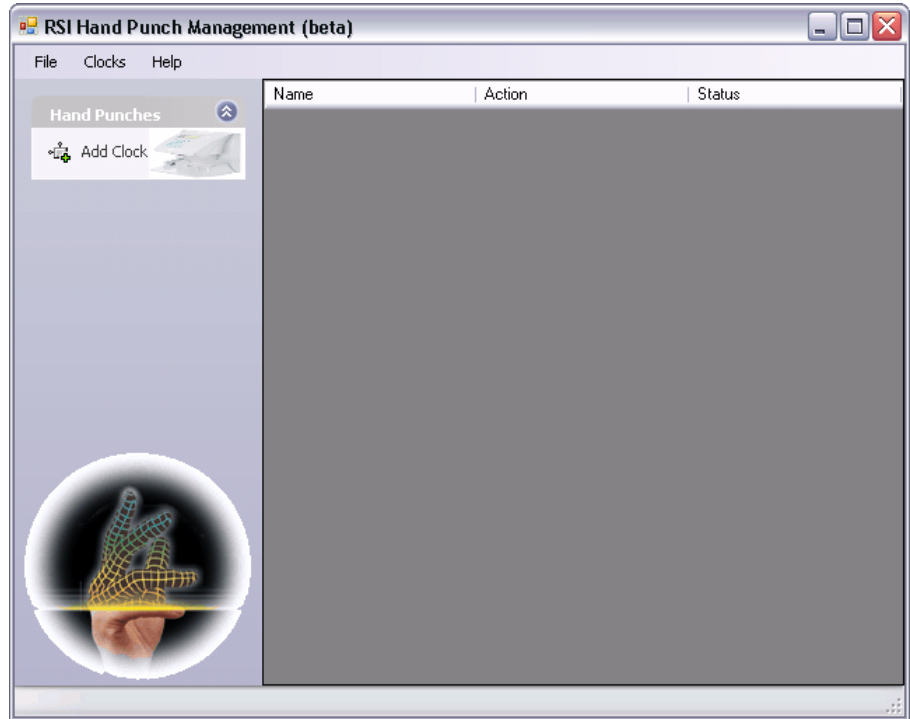 RSI Hand Punch Management (beta)
File Clocks Help
Name Action Status
Hand Punches
Add Clock